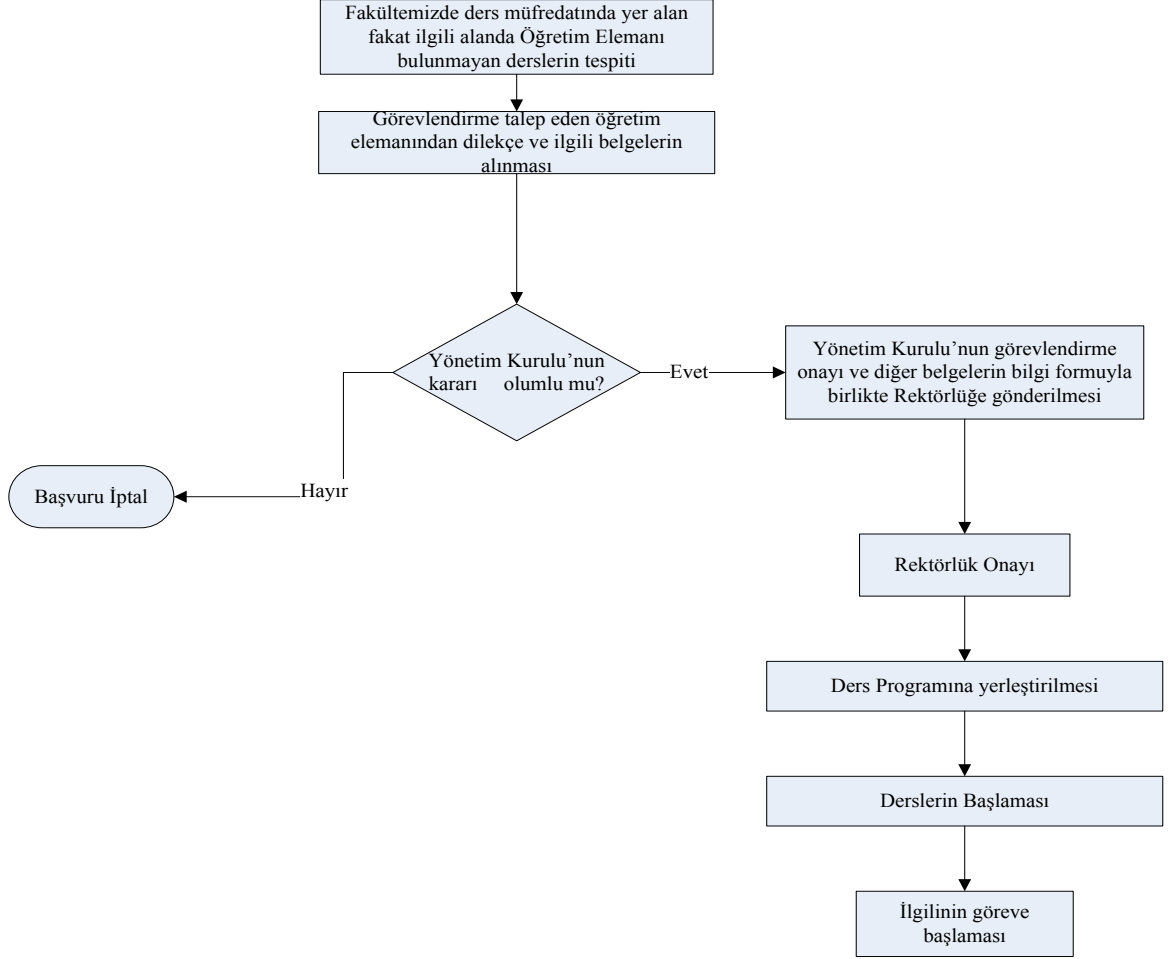 Fakültemizde ders müfredatında yer alan
fakat ilgili alanda Öğretim Elemanı
bulunmayan derslerin tespiti
Görevlendirme talep eden öğretim
elemanından dilekçe ve ilgili belgelerin
alınması
Yönetim Kurulu’nun
kararı olumlu mu?
Evet
Yönetim Kurulu’nun görevlendirme
onayı ve diğer belgelerin bilgi formuyla
birlikte Rektörlüğe gönderilmesi
Hayır
Başvuru İptal
Rektörlük Onayı
Ders Programına yerleştirilmesi
Derslerin Başlaması
İlgilinin göreve
başlaması